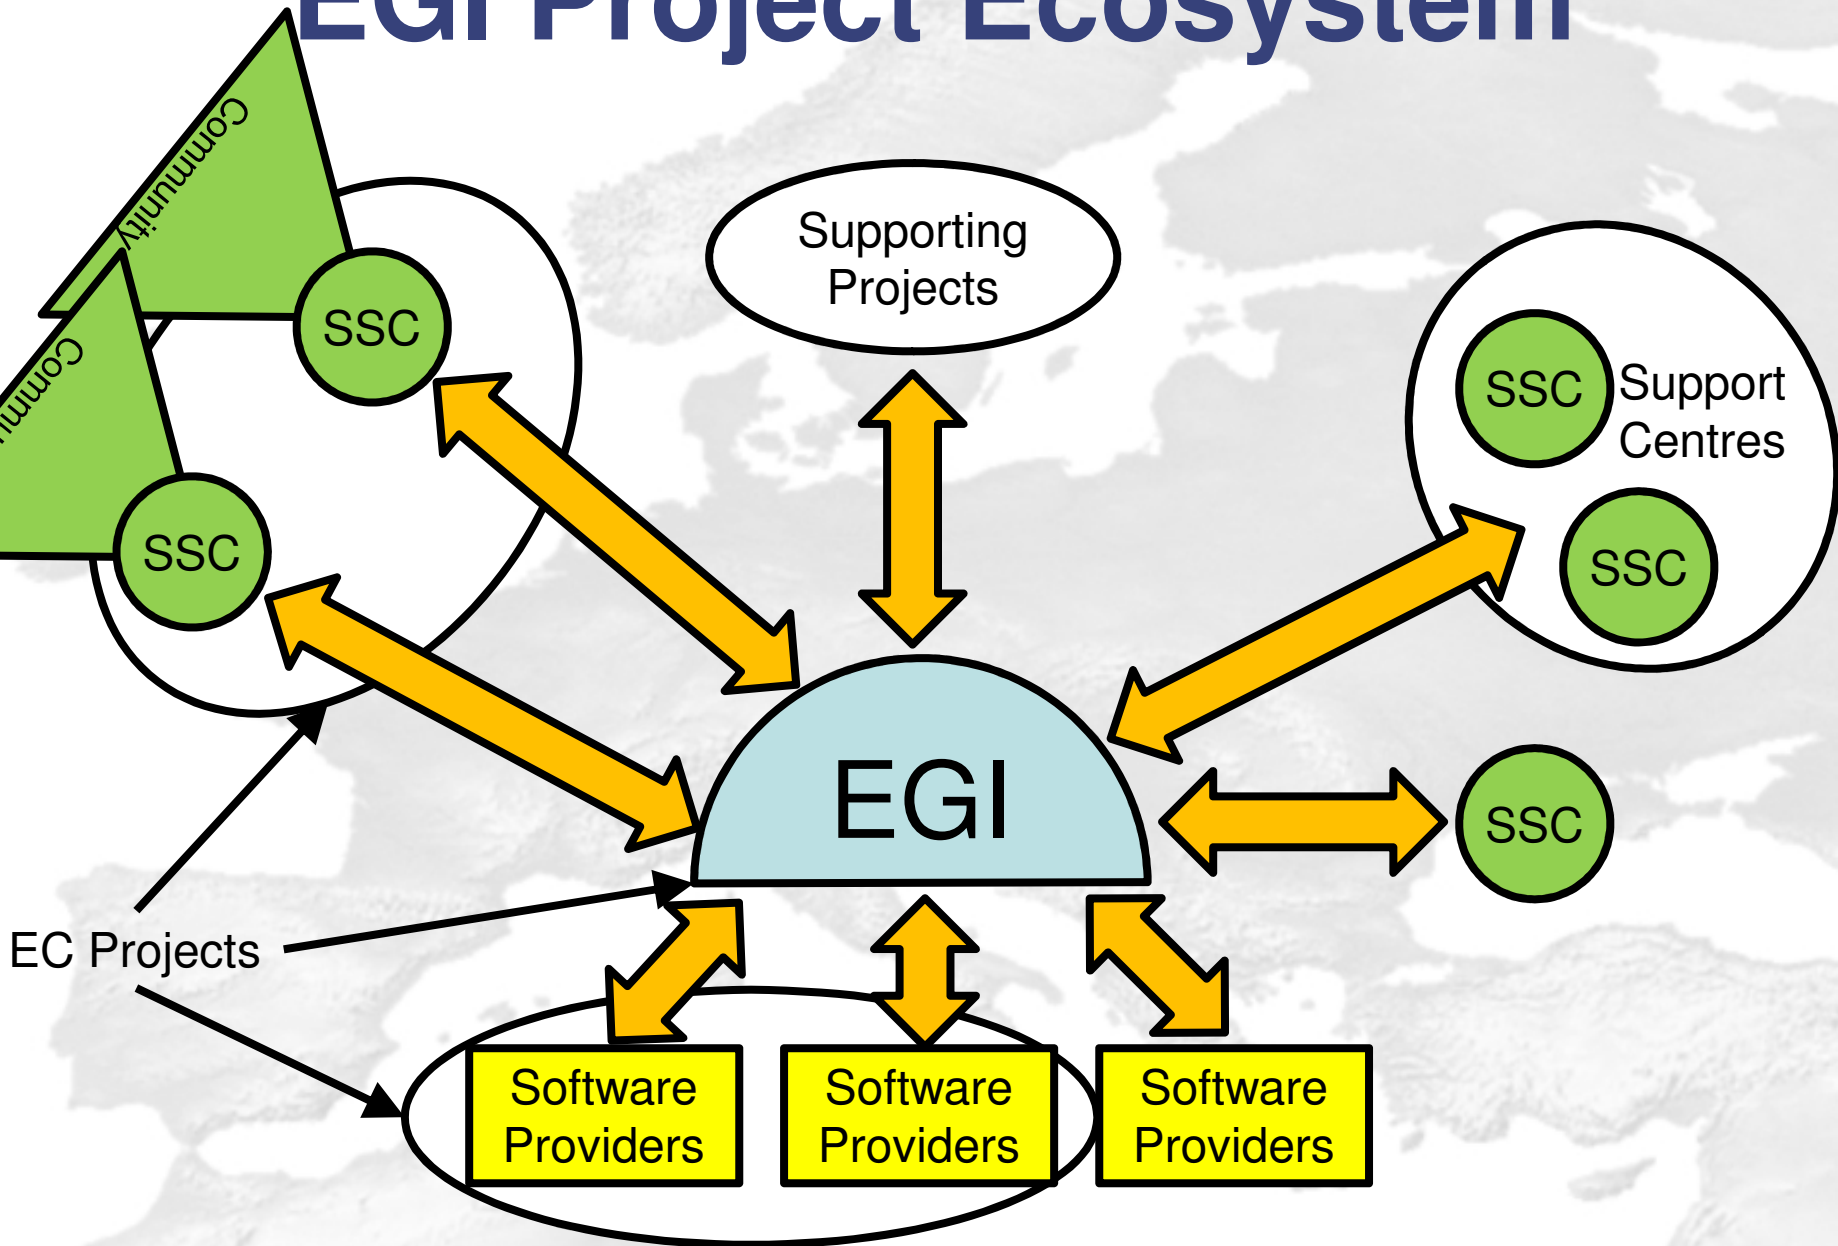 EGI Project Ecosystem
Community
Supporting
Projects
SSC
SSC
Support
Centres
Commu
SSC
SSC
EGI
SSC
EC Projects
Software
Providers
Software
Providers
Software
Providers